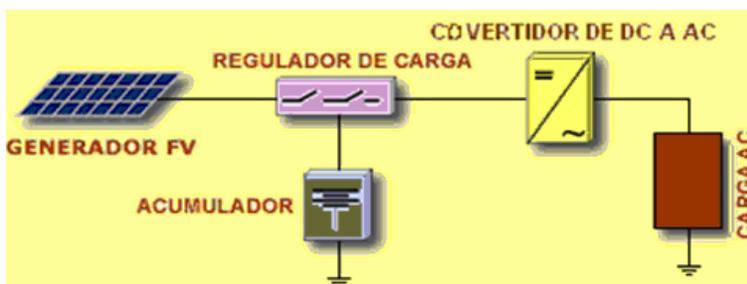 COVERTIDOR DE DC A AC
REGULADOR DE CARGA
GENERADOR FV
ACUMULADOR
CARGA AC